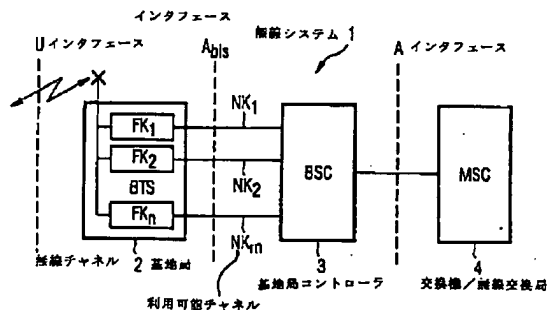 インタフェース
U インタフェース
Abis
無線システム 1
A インタフェース
FK1
FK2
BTS
FKn
NK1
NK2
NKm
BSC
MSC
無線チャネル
2 基地局
利用可能チャネル
3
基地局コントローラ
4
交換機/無線交換局